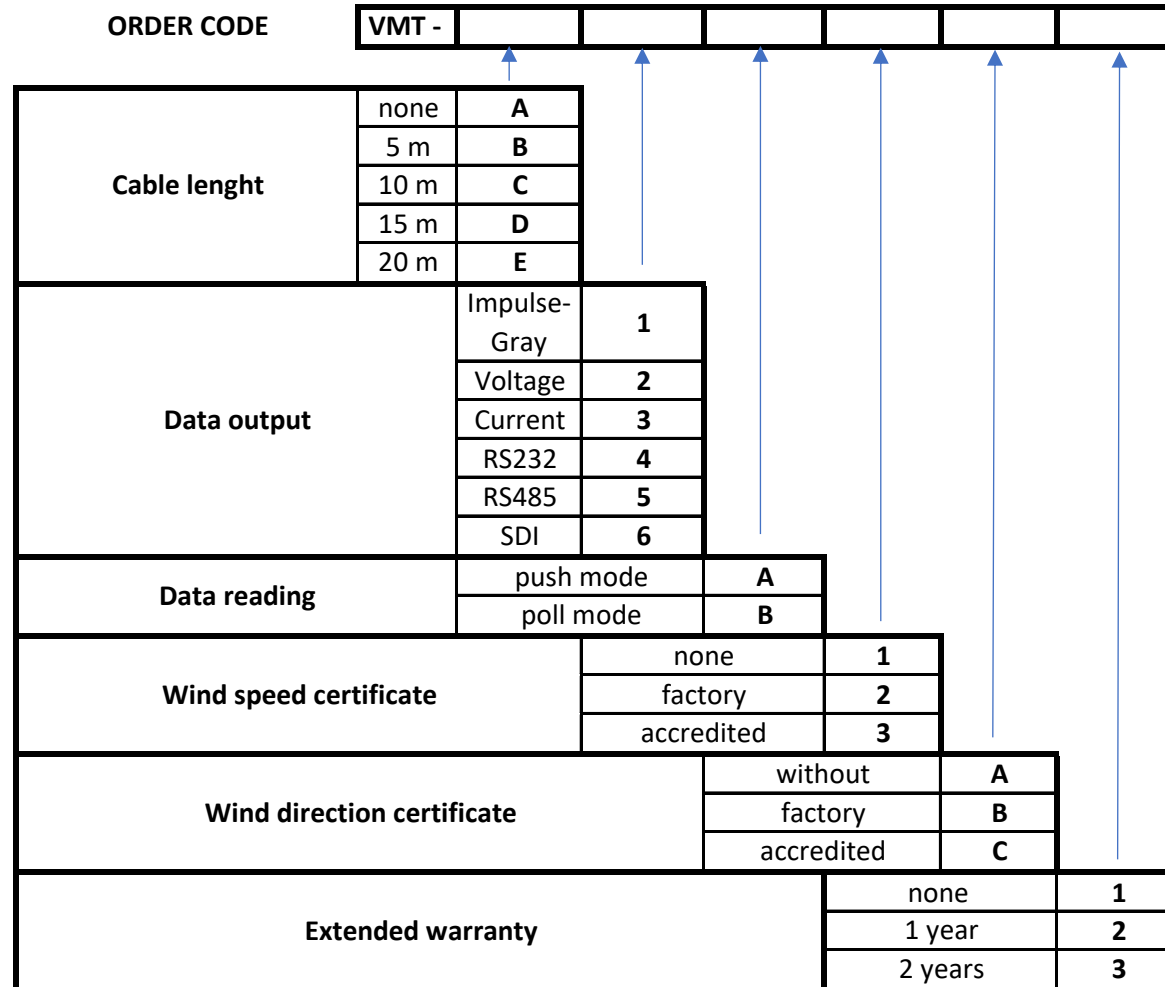 ORDER CODE VMT -
none A
5 m B
Cable lenght 10 m C
15 m D
20 m E
Impulse-
Gray 1
Voltage 2
Data output Current 3
RS232 4
RS485 5
SDI 6
Data reading push mode A
poll mode B
none 1
Wind speed certificate factory 2
accredited 3
without A
Wind direction certificate factory B
accredited C
none 1
Extended warranty 1 year 2
2 years 3